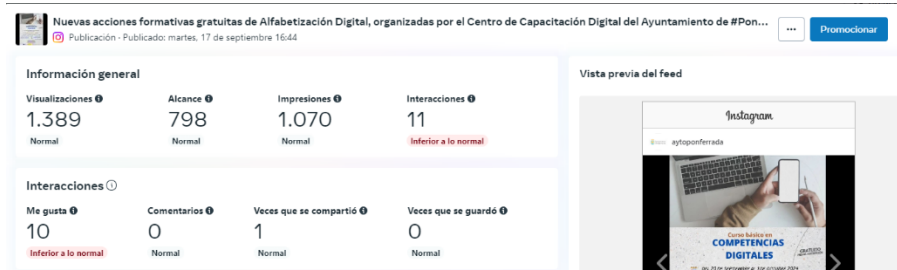 Nuevas acciones formativas gratuitas de Alfabetización Digital, organizadas por el Centro de Capacitación Digital del Ayuntamiento de #Pon...
Publicación · Publicado: martes, 17 de septiembre 16:44
...
Promocionar
Información general
Visualizaciones
Alcance
Impresiones
Interacciones
1.389
798
1.070
11
Normal
Normal
Normal
Inferior a lo normal
Interacciones
Me gusta
Comentarios
Veces que se compartió
Veces que se guardó
10
0
1
0
Inferior a lo normal
Normal
Normal
Normal
Vista previa del feed
Instagram
aytoponferrada
Curso básico en
COMPETENCIAS
DIGITALES
GRATUITO